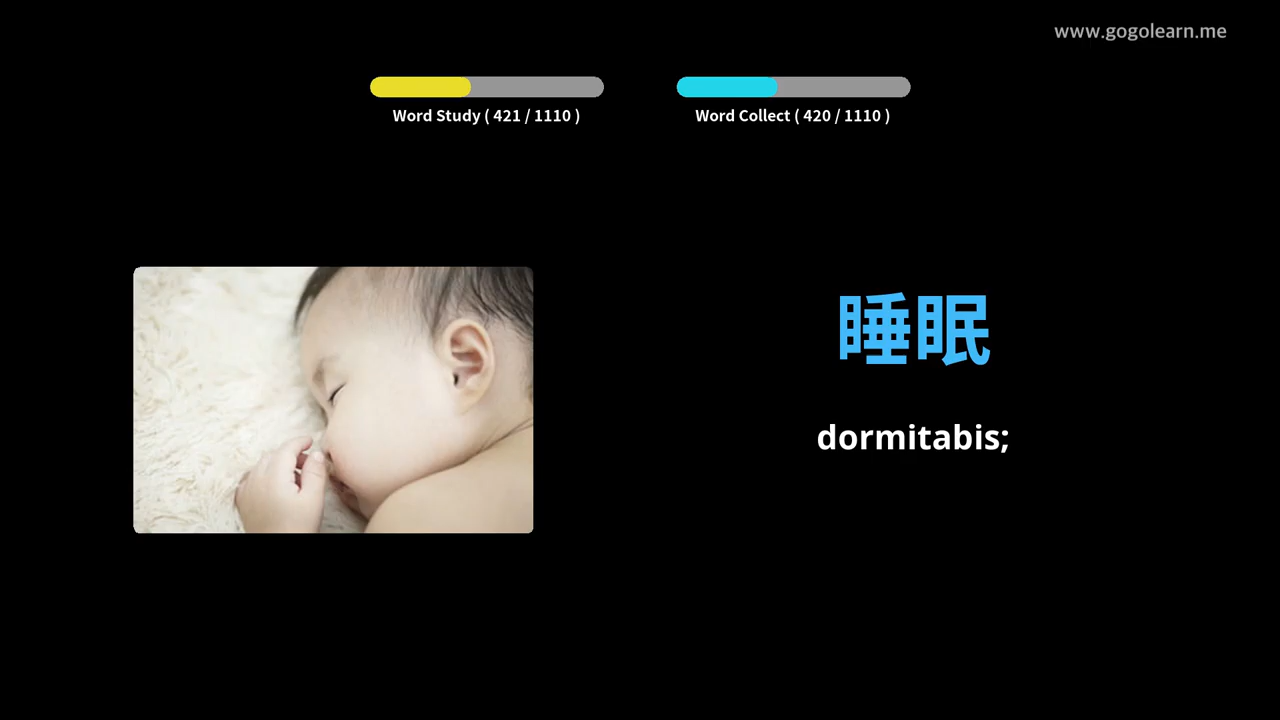 www.gogolearn.me
Word Study ( 421 / 1110 )
Word Collect ( 420 / 1110 )
睡眠
dormitabis;